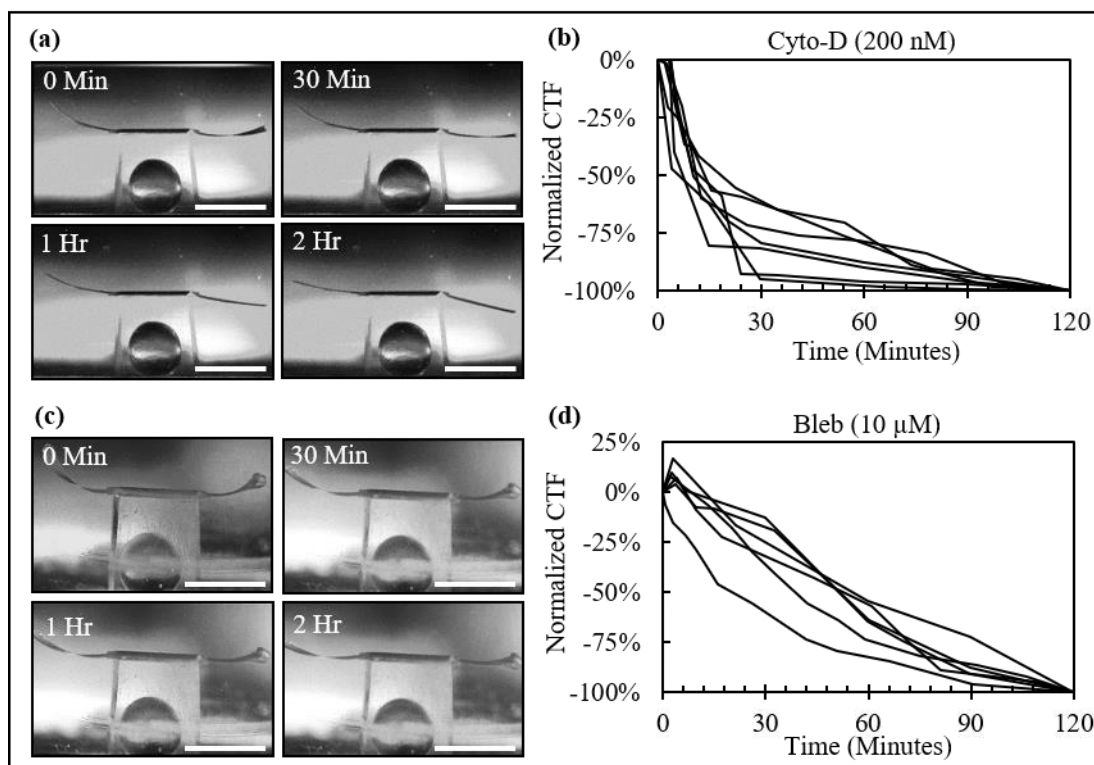 (a)
0 Min
30 Min
1 Hr
2 Hr
(b)
Cyto-D (200 nM)
Normalized CTF
0%
-25%
-50%
-75%
-100%
0 30 60 90 120
Time (Minutes)
(c)
0 Min
30 Min
1 Hr
2 Hr
(d)
Bleb (10 µM)
Normalized CTF
25%
0%
-25%
-50%
-75%
-100%
0 30 60 90 120
Time (Minutes)